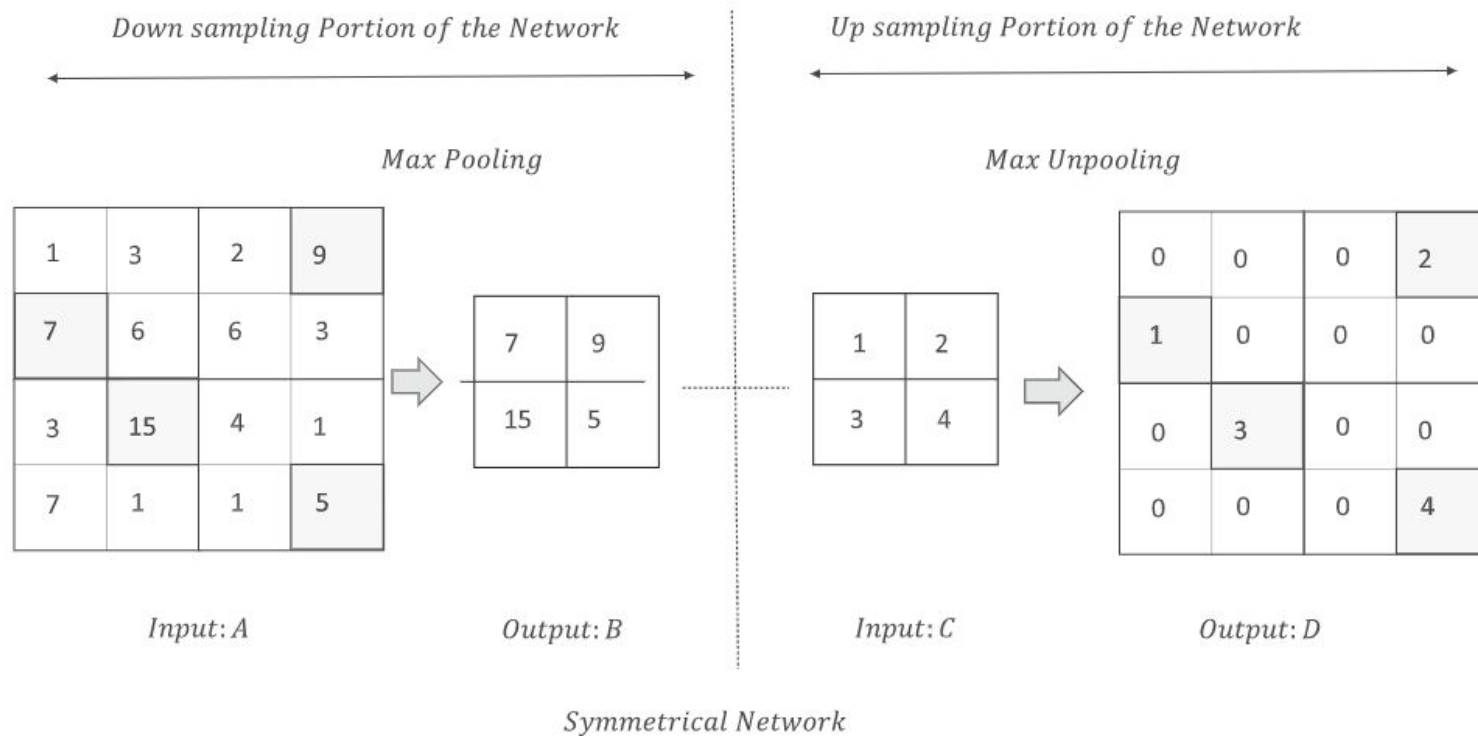 Down sampling Portion of the Network
Up sampling Portion of the Network
Max Pooling
Max Unpooling
1 3 2 9
7 6 6 3
3 15 4 1
7 1 1 5
7 9
15 5
1 2
3 4
0 0 0 2
1 0 0 0
0 3 0 0
0 0 0 4
Input: A
Output: B
Input: C
Output: D
Symmetrical Network